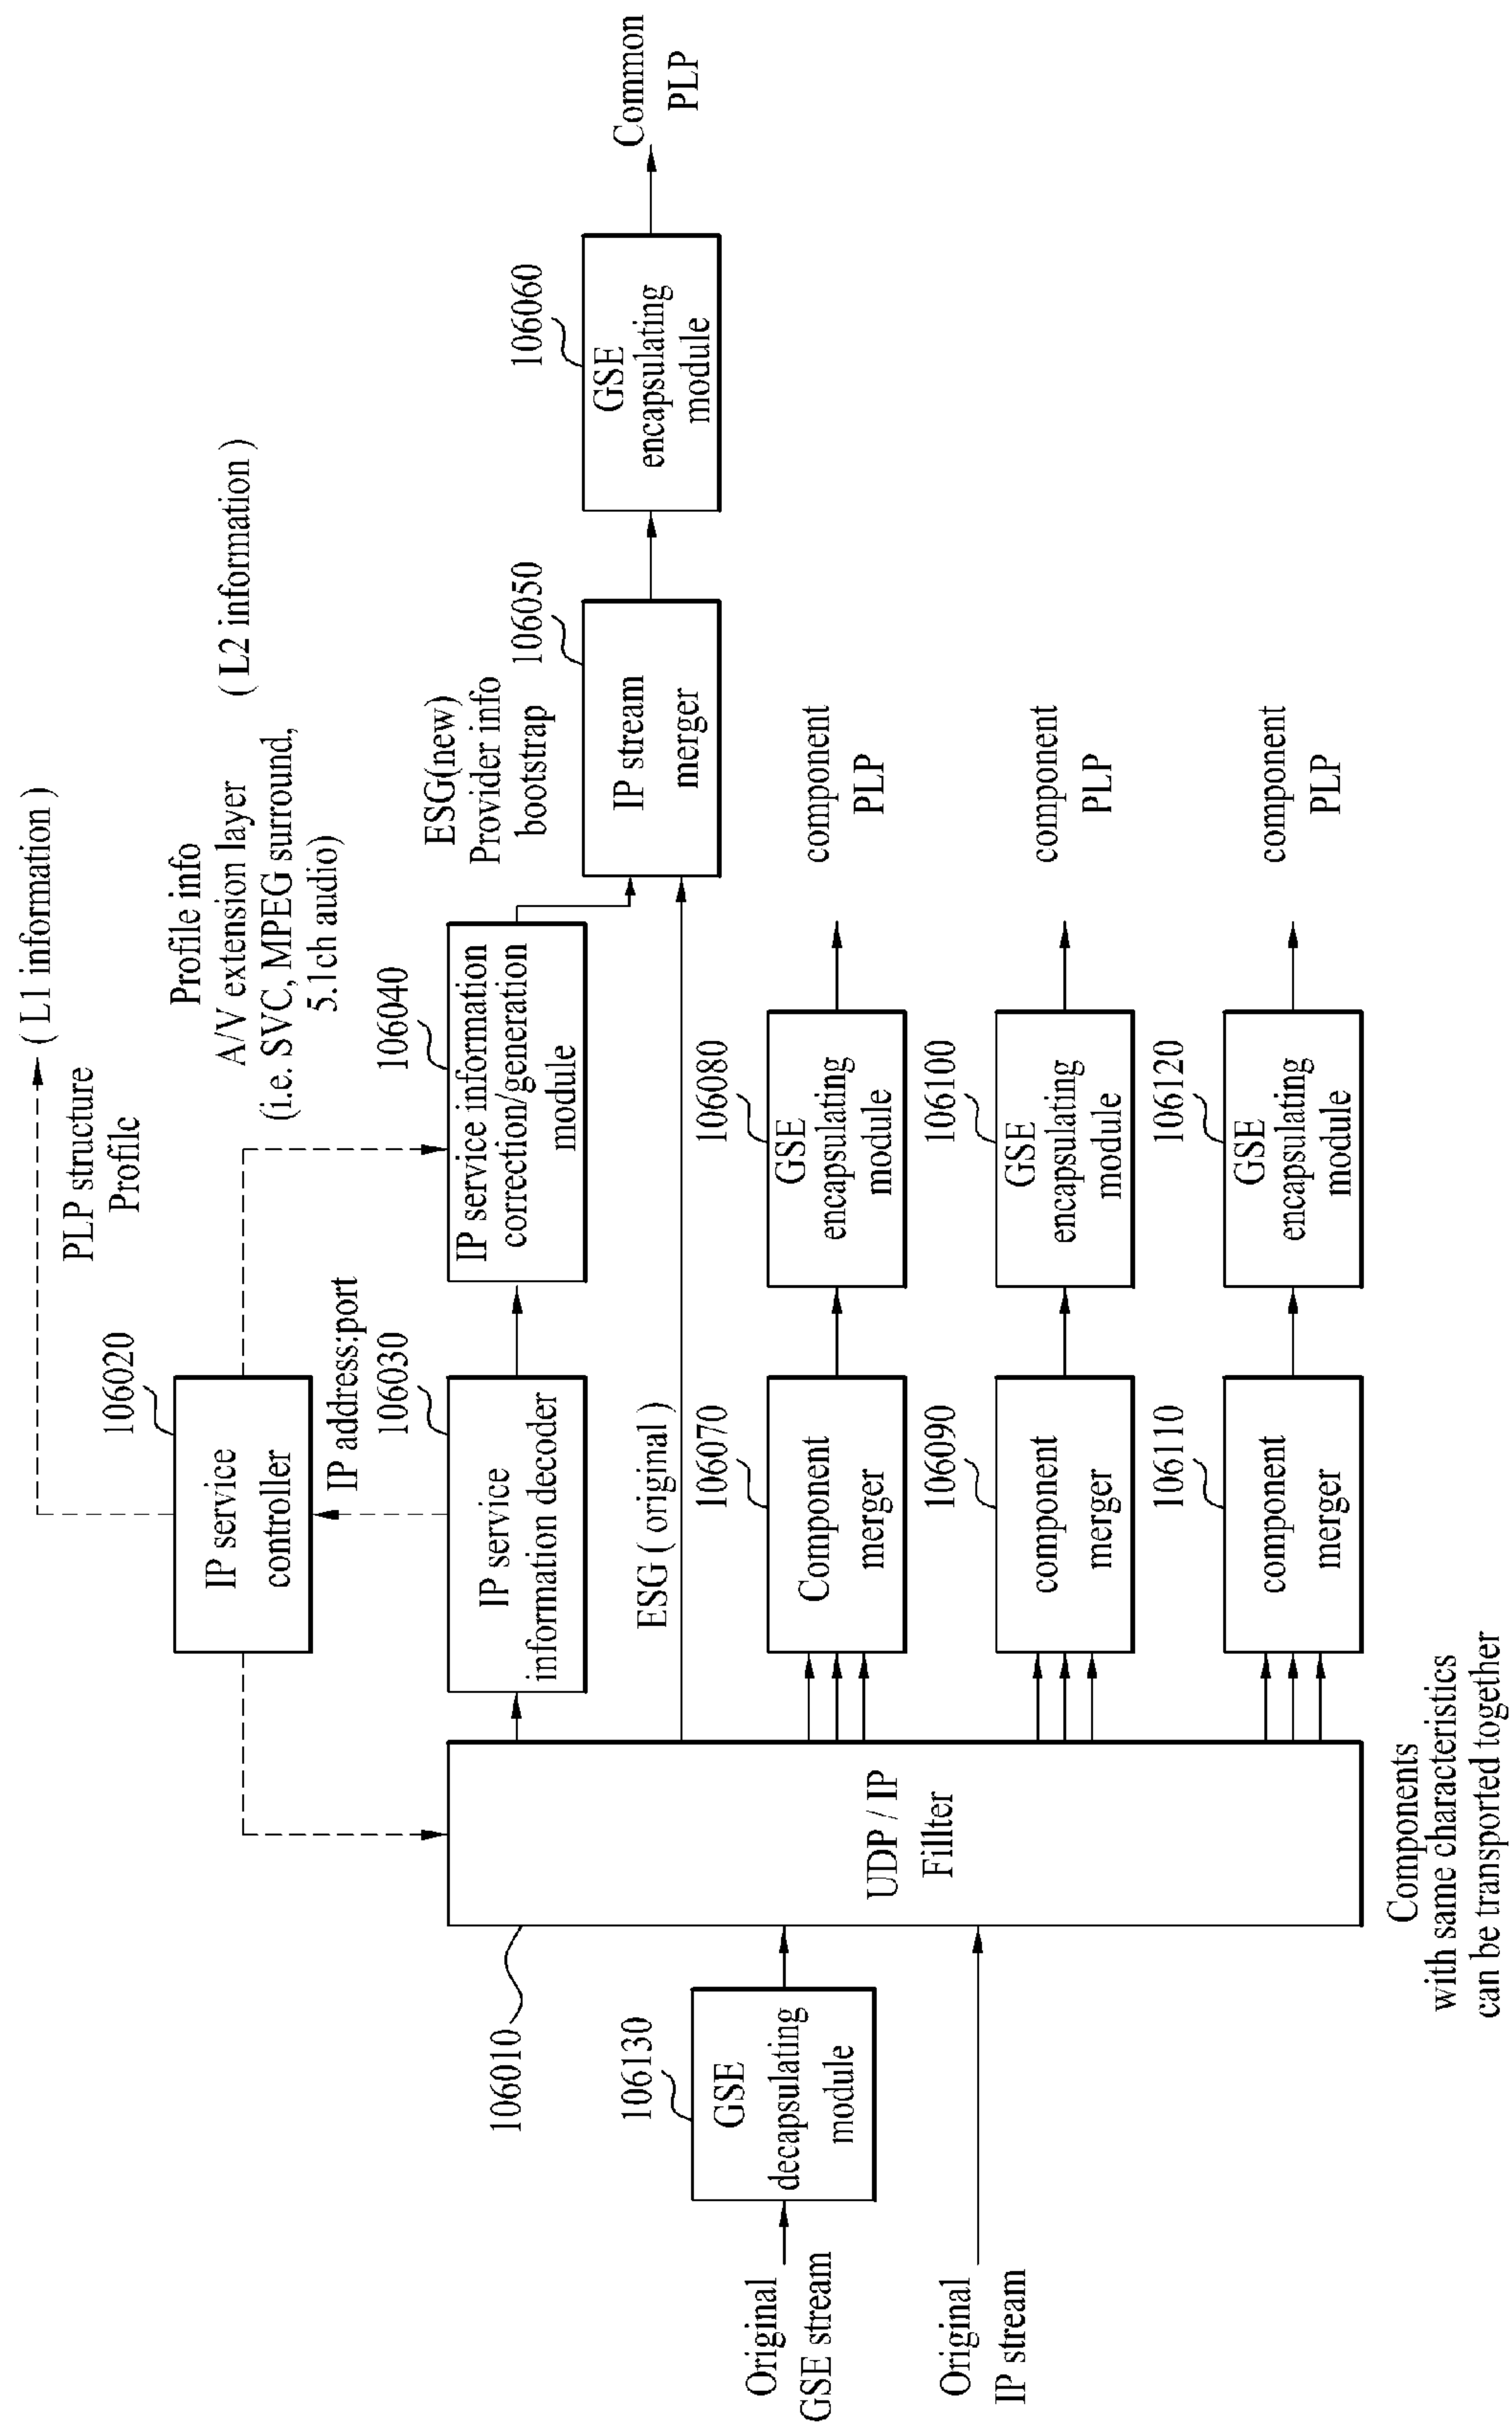 ( L1 information )
PLP structure
Profile
Profile info
A/V extension layer
( L2 information )
(i.e. SVC, MPEG surround,
5.1ch audio)
106020
IP service
controller
IP address:port
106030
IP service
information decoder
106040
IP service information
correction/generation
module
ESG(new)
Provider info
bootstrap
106050
IP stream
merger
106060
GSE
encapsulating
module
Common
PLP
ESG ( original )
106010
UDP / IP
Fillter
106130
GSE
decapsulating
module
Original
GSE stream
Original
IP stream
106070
Component
merger
106080
GSE
encapsulating
module
component
PLP
106090
component
merger
106100
GSE
encapsulating
module
component
PLP
106110
component
merger
106120
GSE
encapsulating
module
component
PLP
Components
with same characteristics
can be transported together